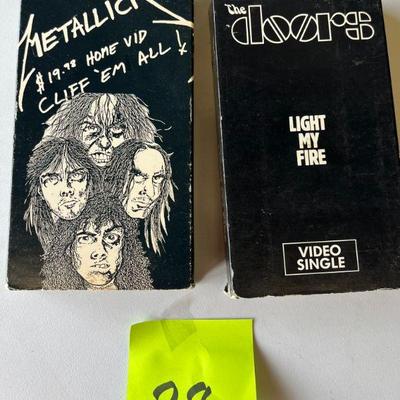 METALLICA
$19.98 HOME VID
CLIFF 'EM ALL!
the
doors
LIGHT
MY
FIRE
VIDEO
SINGLE